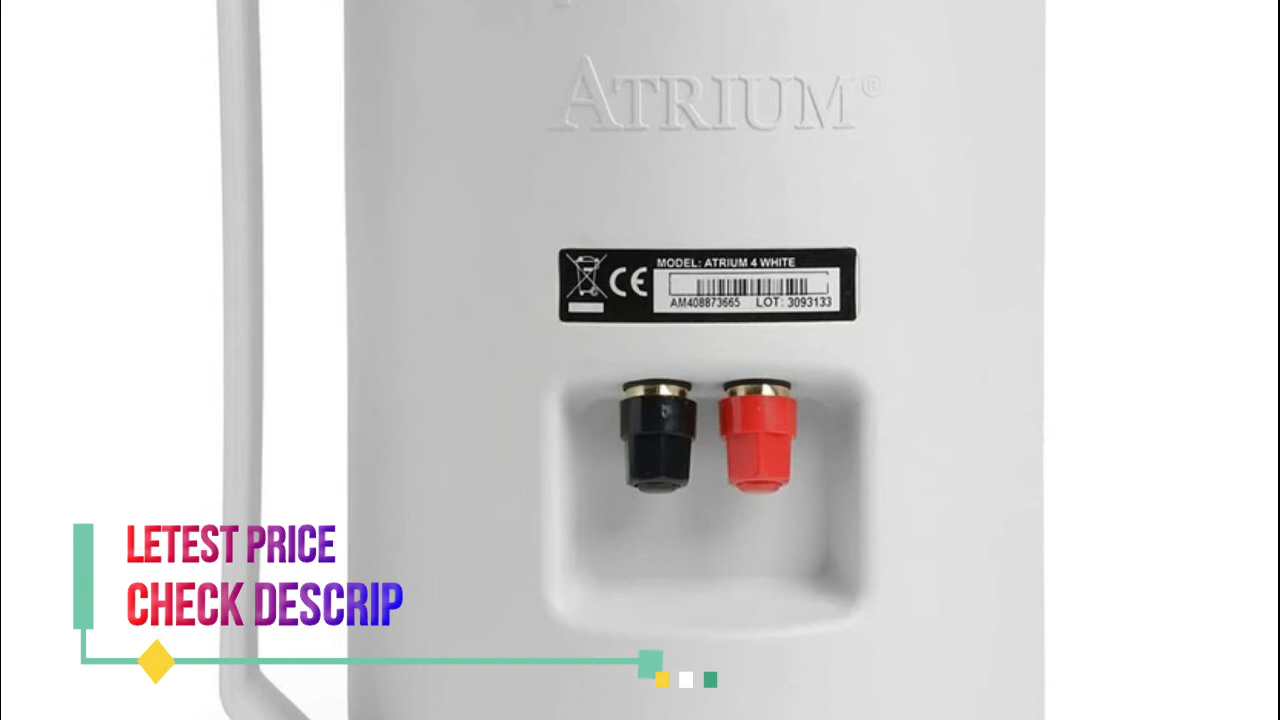 ATRIUM®
MODEL: ATRIUM 4 WHITE
CE
AM408873665 LOT: 3093133
LETEST PRICE
CHECK DESCRIP